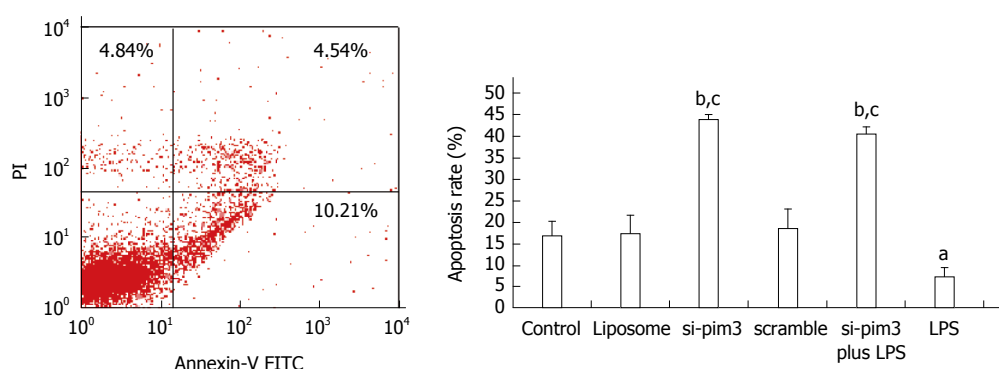 10⁴
4.84%
4.54%
10³
PI
10²
10.21%
10¹
10⁰
10⁰
10¹
10²
10³
10⁴
Annexin-V FITC
Apoptosis rate (%)
50
45
40
35
30
25
20
15
10
5
0
b,c
b,c
a
Control
Liposome
si-pim3
scramble
si-pim3
plus LPS
LPS